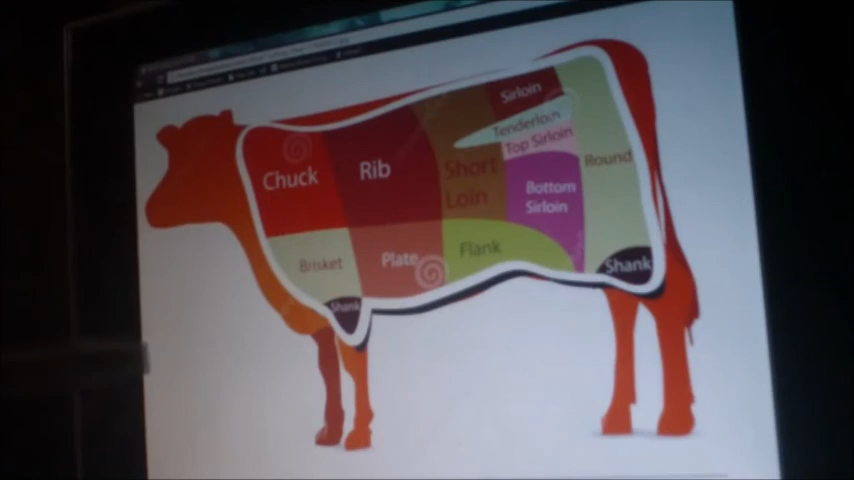 Sirloin
Tenderloin
Top Sirloin
Chuck
Rib
Short
Loin
Round
Bottom
Sirloin
Brisket
Plate
Flank
Shank
Shank